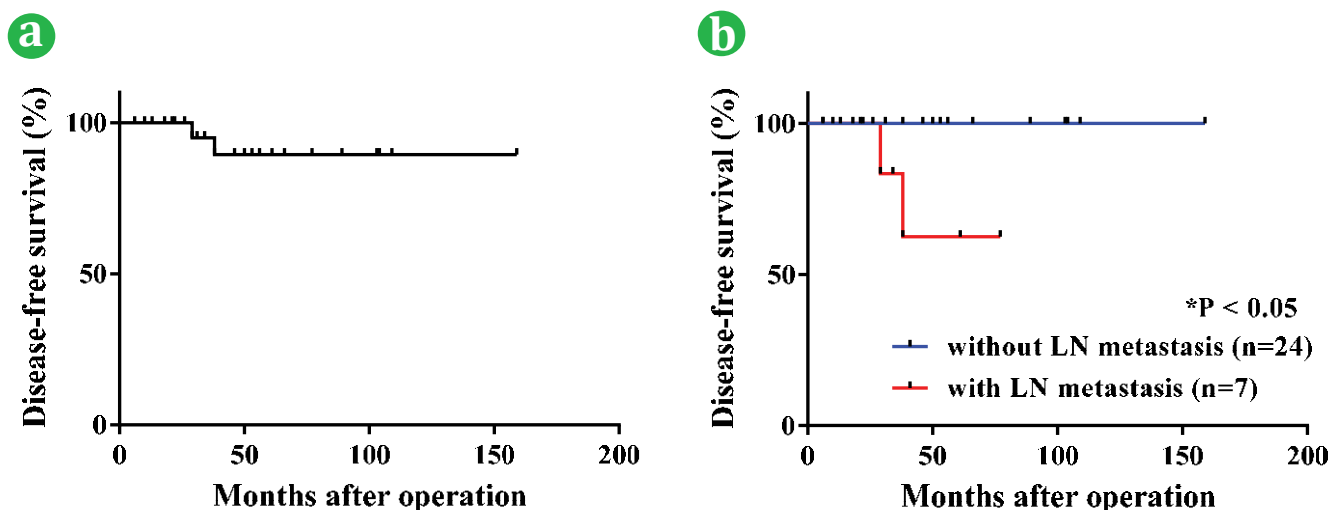 a
Disease-free survival (%)
100
50
0
0 50 100 150 200
Months after operation
b
Disease-free survival (%)
100
50
0
*P < 0.05
without LN metastasis (n=24)
with LN metastasis (n=7)
0 50 100 150 200
Months after operation